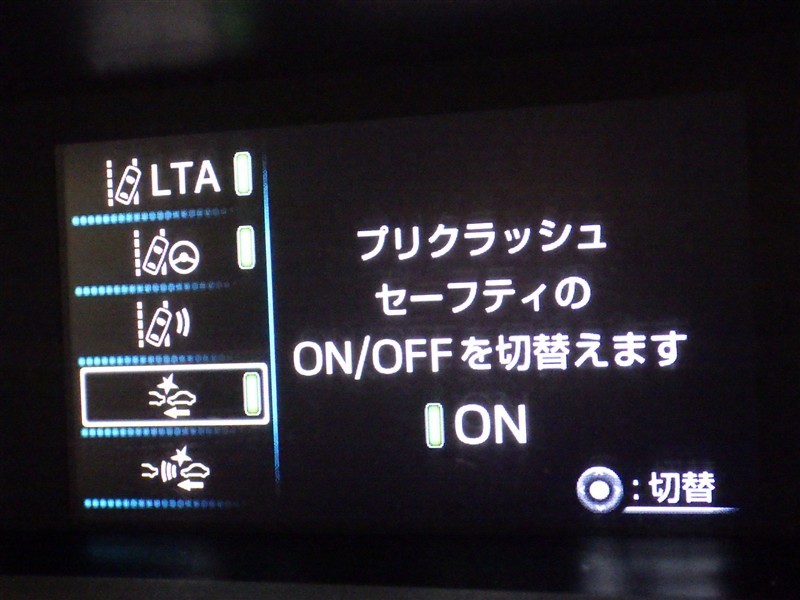 LTA
プリクラッシュ
セーフティの
ON/OFFを切替えます
ON
:切替